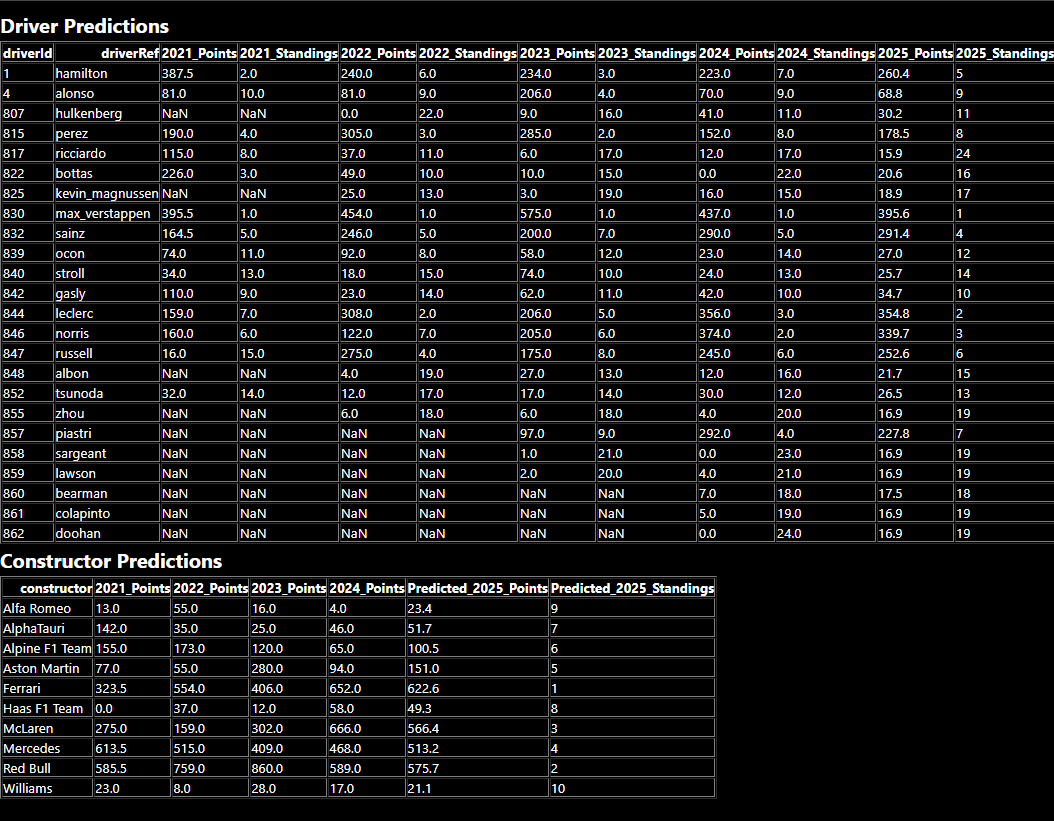 Driver Predictions
driverId driverRef 2021_Points 2021_Standings 2022_Points 2022_Standings 2023_Points 2023_Standings 2024_Points 2024_Standings 2025_Points 2025_Standings
1 hamilton 387.5 2.0 240.0 6.0 234.0 3.0 223.0 7.0 260.4 5
4 alonso 81.0 10.0 81.0 9.0 206.0 4.0 70.0 9.0 68.8 9
807 hulkenberg NaN NaN 0.0 22.0 9.0 16.0 41.0 11.0 30.2 11
815 perez 190.0 4.0 305.0 3.0 285.0 2.0 152.0 8.0 178.5 8
817 ricciardo 115.0 8.0 37.0 11.0 6.0 17.0 12.0 17.0 15.9 24
822 bottas 226.0 3.0 49.0 10.0 10.0 15.0 0.0 22.0 20.6 16
825 kevin_magnussen NaN NaN 25.0 13.0 3.0 19.0 16.0 15.0 18.9 17
830 max_verstappen 395.5 1.0 454.0 1.0 575.0 1.0 437.0 1.0 395.6 1
832 sainz 164.5 5.0 246.0 5.0 200.0 7.0 290.0 5.0 291.4 4
839 ocon 74.0 11.0 92.0 8.0 58.0 12.0 23.0 14.0 27.0 12
840 stroll 34.0 13.0 18.0 15.0 74.0 10.0 24.0 13.0 25.7 14
842 gasly 110.0 9.0 23.0 14.0 62.0 11.0 42.0 10.0 34.7 10
844 leclerc 159.0 7.0 308.0 2.0 206.0 5.0 356.0 3.0 354.8 2
846 norris 160.0 6.0 122.0 7.0 205.0 6.0 374.0 2.0 339.7 3
847 russell 16.0 15.0 275.0 4.0 175.0 8.0 245.0 6.0 252.6 6
848 albon NaN NaN 4.0 19.0 27.0 13.0 12.0 16.0 21.7 15
852 tsunoda 32.0 14.0 12.0 17.0 17.0 14.0 30.0 12.0 26.5 13
855 zhou NaN NaN 6.0 18.0 6.0 18.0 4.0 20.0 16.9 19
857 piastri NaN NaN NaN NaN 97.0 9.0 292.0 4.0 227.8 7
858 sargeant NaN NaN NaN NaN 1.0 21.0 0.0 23.0 16.9 19
859 lawson NaN NaN NaN NaN 2.0 20.0 4.0 21.0 16.9 19
860 bearman NaN NaN NaN NaN NaN NaN 7.0 18.0 17.5 18
861 colapinto NaN NaN NaN NaN NaN NaN 5.0 19.0 16.9 19
862 doohan NaN NaN NaN NaN NaN NaN 0.0 24.0 16.9 19
Constructor Predictions
constructor 2021_Points 2022_Points 2023_Points 2024_Points Predicted_2025_Points Predicted_2025_Standings
Alfa Romeo 13.0 55.0 16.0 4.0 23.4 9
AlphaTauri 142.0 35.0 25.0 46.0 51.7 7
Alpine F1 Team 155.0 173.0 120.0 65.0 100.5 6
Aston Martin 77.0 55.0 280.0 94.0 151.0 5
Ferrari 323.5 554.0 406.0 652.0 622.6 1
Haas F1 Team 0.0 37.0 12.0 58.0 49.3 8
McLaren 275.0 159.0 302.0 666.0 566.4 3
Mercedes 613.5 515.0 409.0 468.0 513.2 4
Red Bull 585.5 759.0 860.0 589.0 575.7 2
Williams 23.0 8.0 28.0 17.0 21.1 10